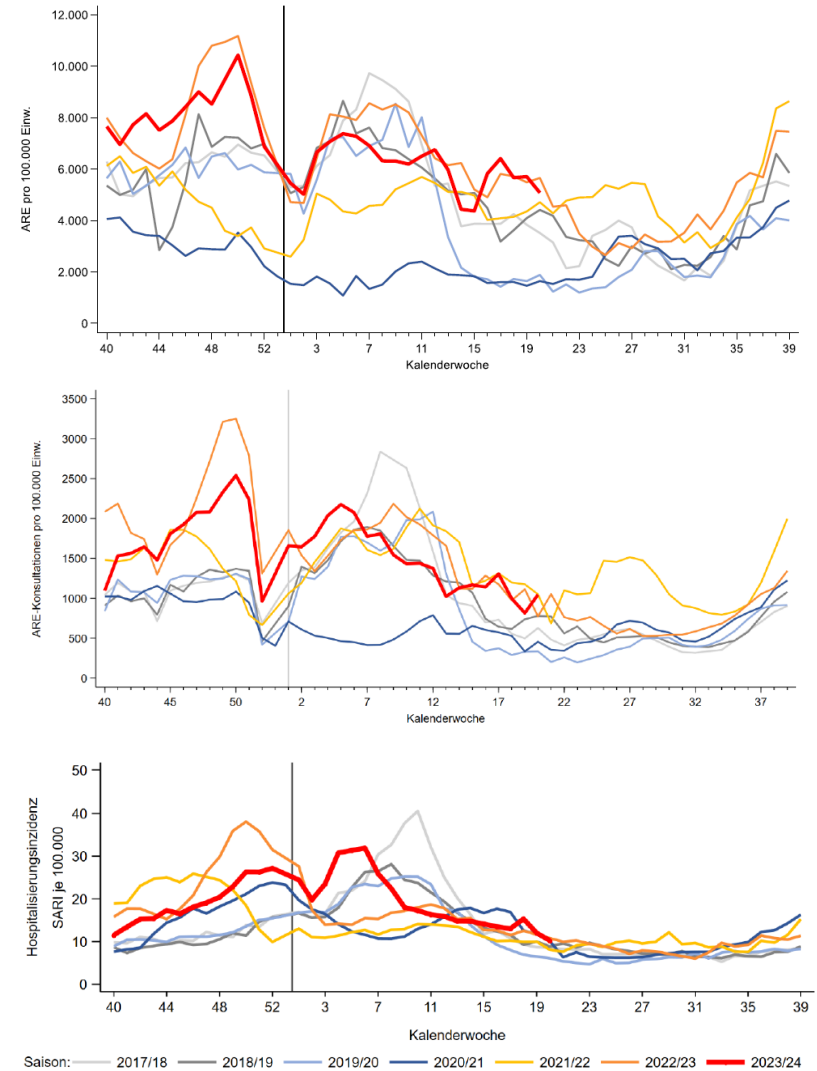 12.000
10.000
8.000
6.000
4.000
2.000
0
ARE pro 100.000 Einw.
40 44 48 52 3 7 11 15 19 23 27 31 35 39
Kalenderwoche
3500
3000
2500
2000
1500
1000
500
0
ARE-Konsultationen pro 100.000 Einw.
40 45 50 2 7 12 17 22 27 32 37
Kalenderwoche
50
40
30
20
10
0
Hospitalisierungsinzidenz
SARI je 100.000
40 44 48 52 3 7 11 15 19 23 27 31 35 39
Kalenderwoche
Saison: 2017/18 2018/19 2019/20 2020/21 2021/22 2022/23 2023/24